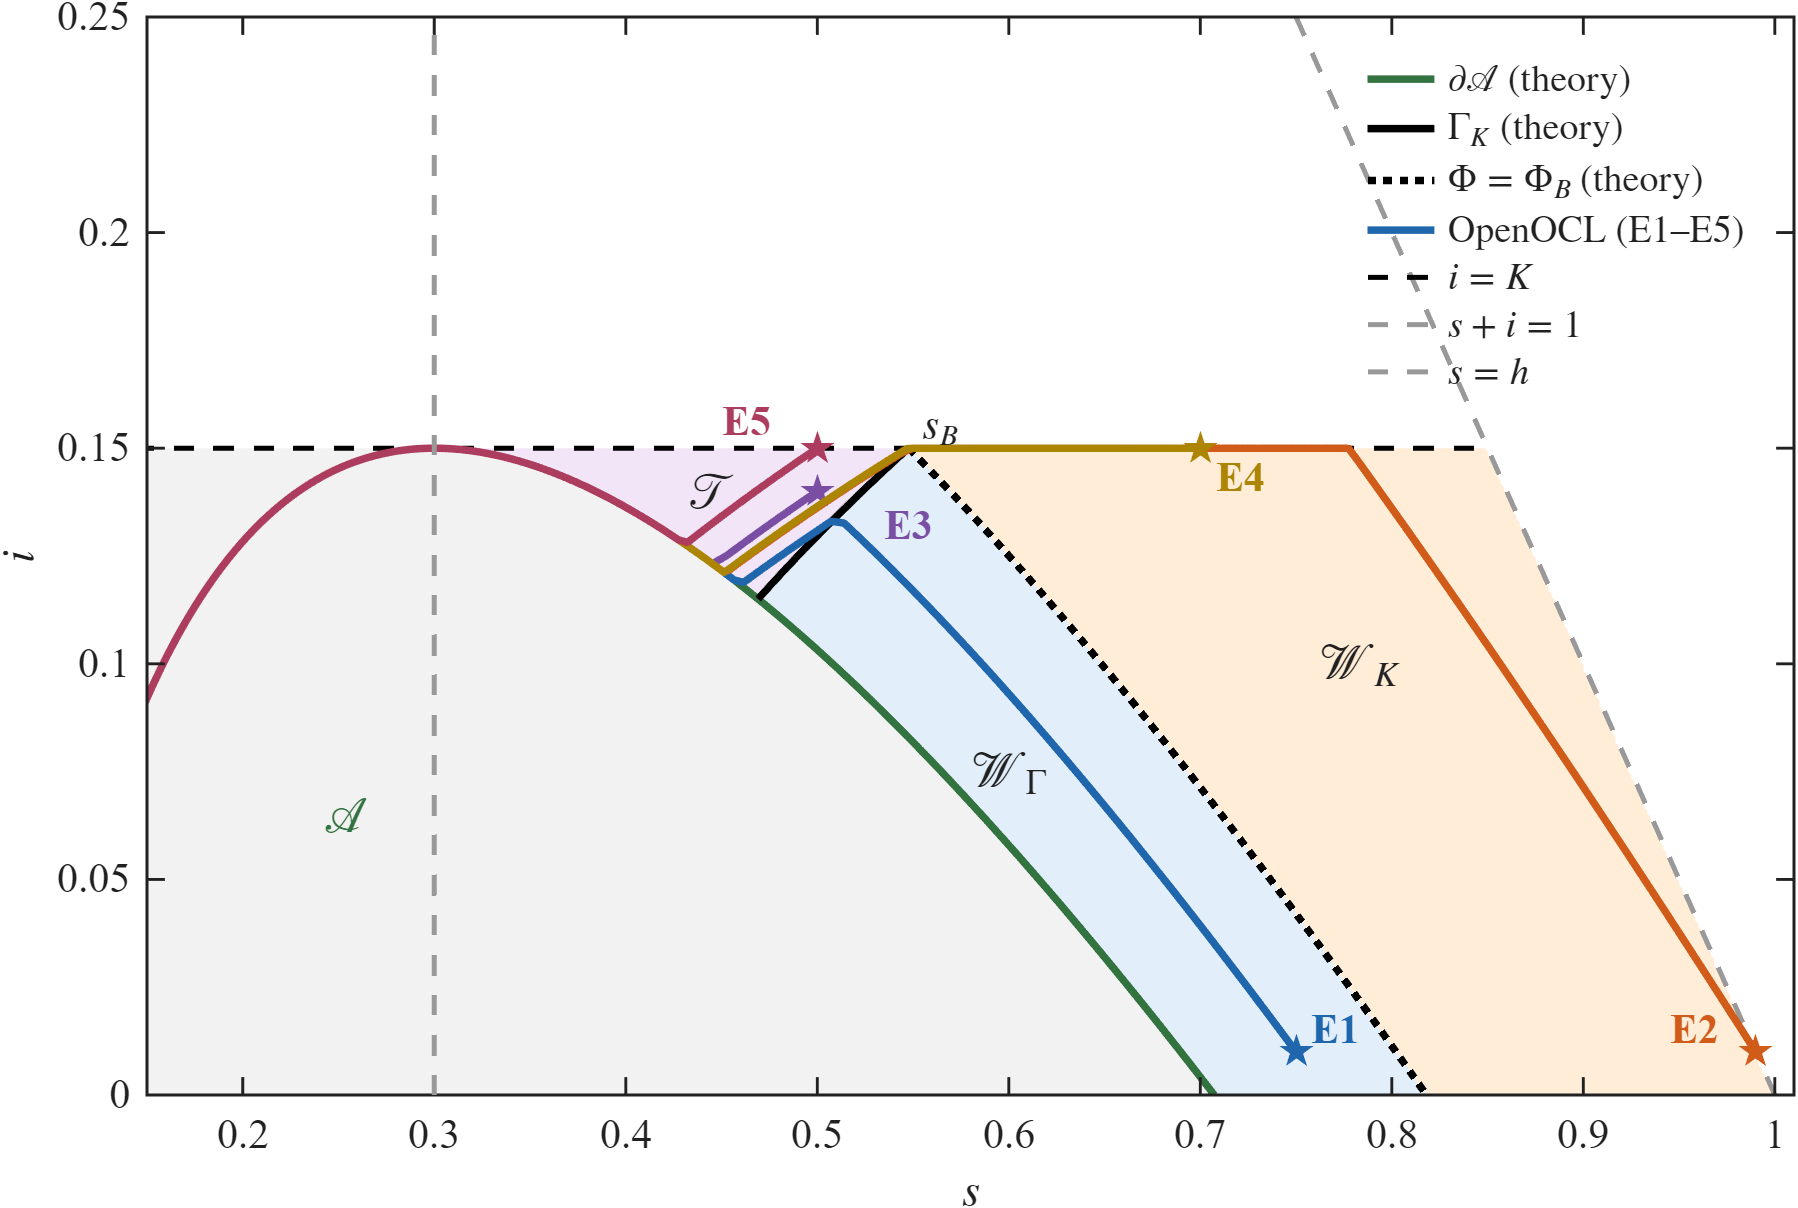 0.25
0.2
0.15
0.1
0.05
0
i
∂𝒜 (theory)
Γ_K (theory)
Φ = Φ_B (theory)
OpenOCL (E1–E5)
i = K
s + i = 1
s = h
E5
s_B
𝒯
E4
E3
𝒲_K
𝒲_Γ
𝒜
E1
E2
0.2 0.3 0.4 0.5 0.6 0.7 0.8 0.9 1
s